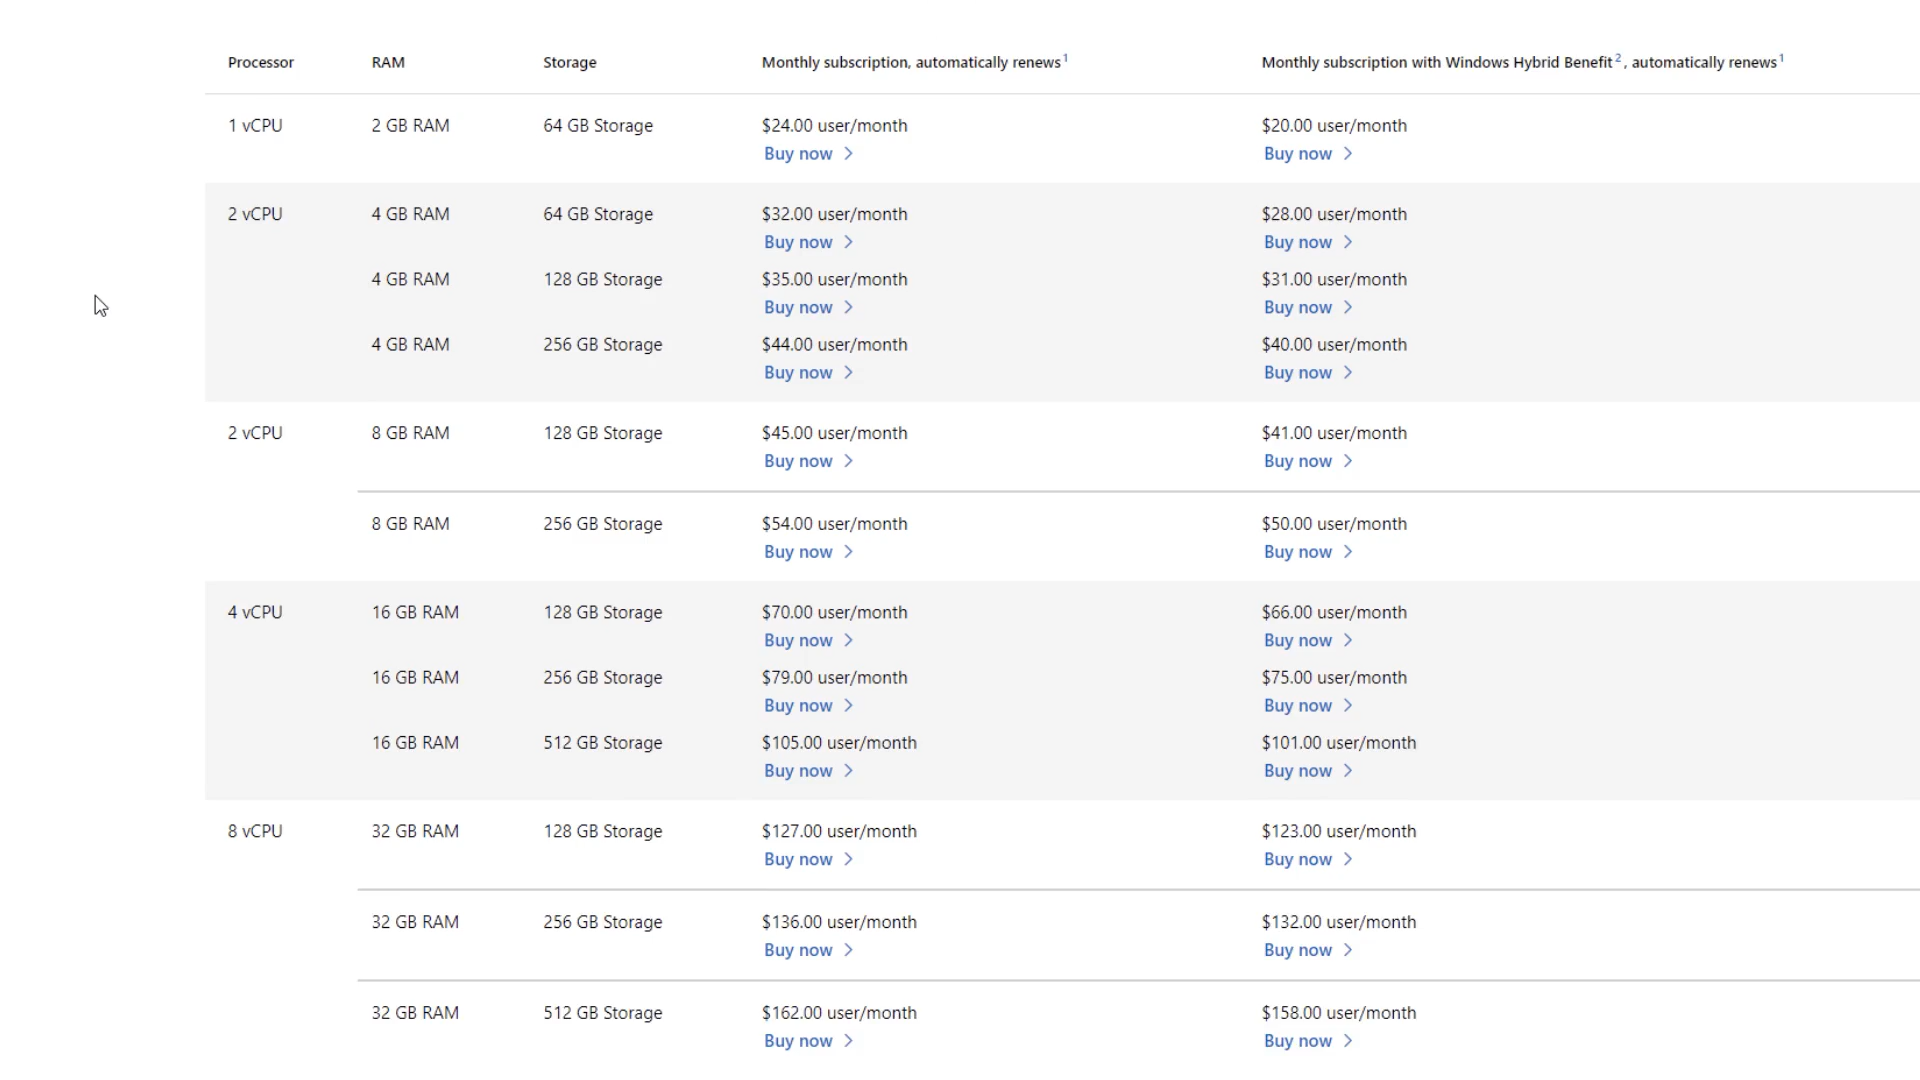 Processor RAM Storage Monthly subscription, automatically renews1 Monthly subscription with Windows Hybrid Benefit2, automatically renews1
1 vCPU 2 GB RAM 64 GB Storage $24.00 user/month $20.00 user/month
Buy now Buy now
2 vCPU 4 GB RAM 64 GB Storage $32.00 user/month $28.00 user/month
Buy now Buy now
4 GB RAM 128 GB Storage $35.00 user/month $31.00 user/month
Buy now Buy now
4 GB RAM 256 GB Storage $44.00 user/month $40.00 user/month
Buy now Buy now
2 vCPU 8 GB RAM 128 GB Storage $45.00 user/month $41.00 user/month
Buy now Buy now
8 GB RAM 256 GB Storage $54.00 user/month $50.00 user/month
Buy now Buy now
4 vCPU 16 GB RAM 128 GB Storage $70.00 user/month $66.00 user/month
Buy now Buy now
16 GB RAM 256 GB Storage $79.00 user/month $75.00 user/month
Buy now Buy now
16 GB RAM 512 GB Storage $105.00 user/month $101.00 user/month
Buy now Buy now
8 vCPU 32 GB RAM 128 GB Storage $127.00 user/month $123.00 user/month
Buy now Buy now
32 GB RAM 256 GB Storage $136.00 user/month $132.00 user/month
Buy now Buy now
32 GB RAM 512 GB Storage $162.00 user/month $158.00 user/month
Buy now Buy now